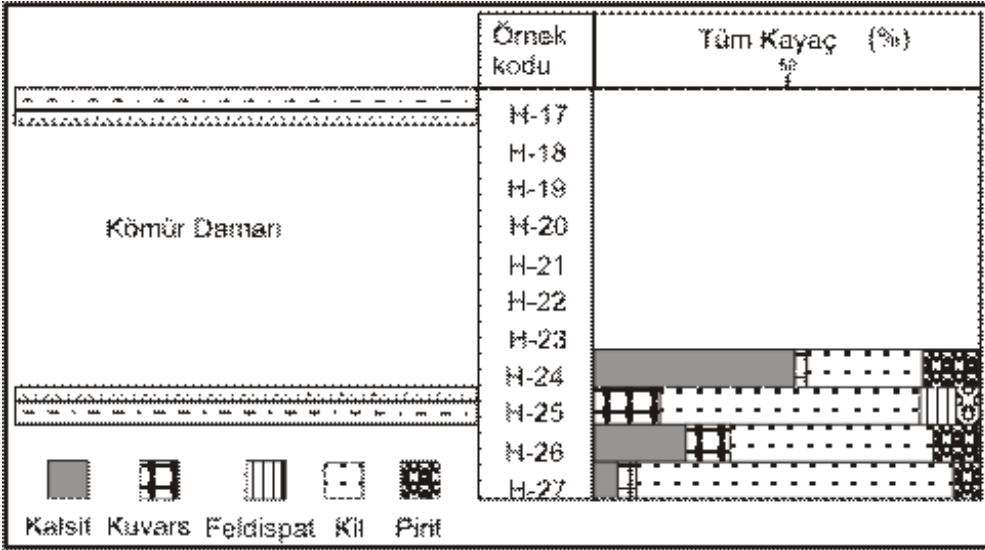 Örnek kodu
Tüm Kayaç (%)
50
H-17
H-18
H-19
H-20
H-21
H-22
H-23
H-24
H-25
H-26
H-27
Kömür Damarı
Kalsit Kuvars Feldispat Kil Pirit